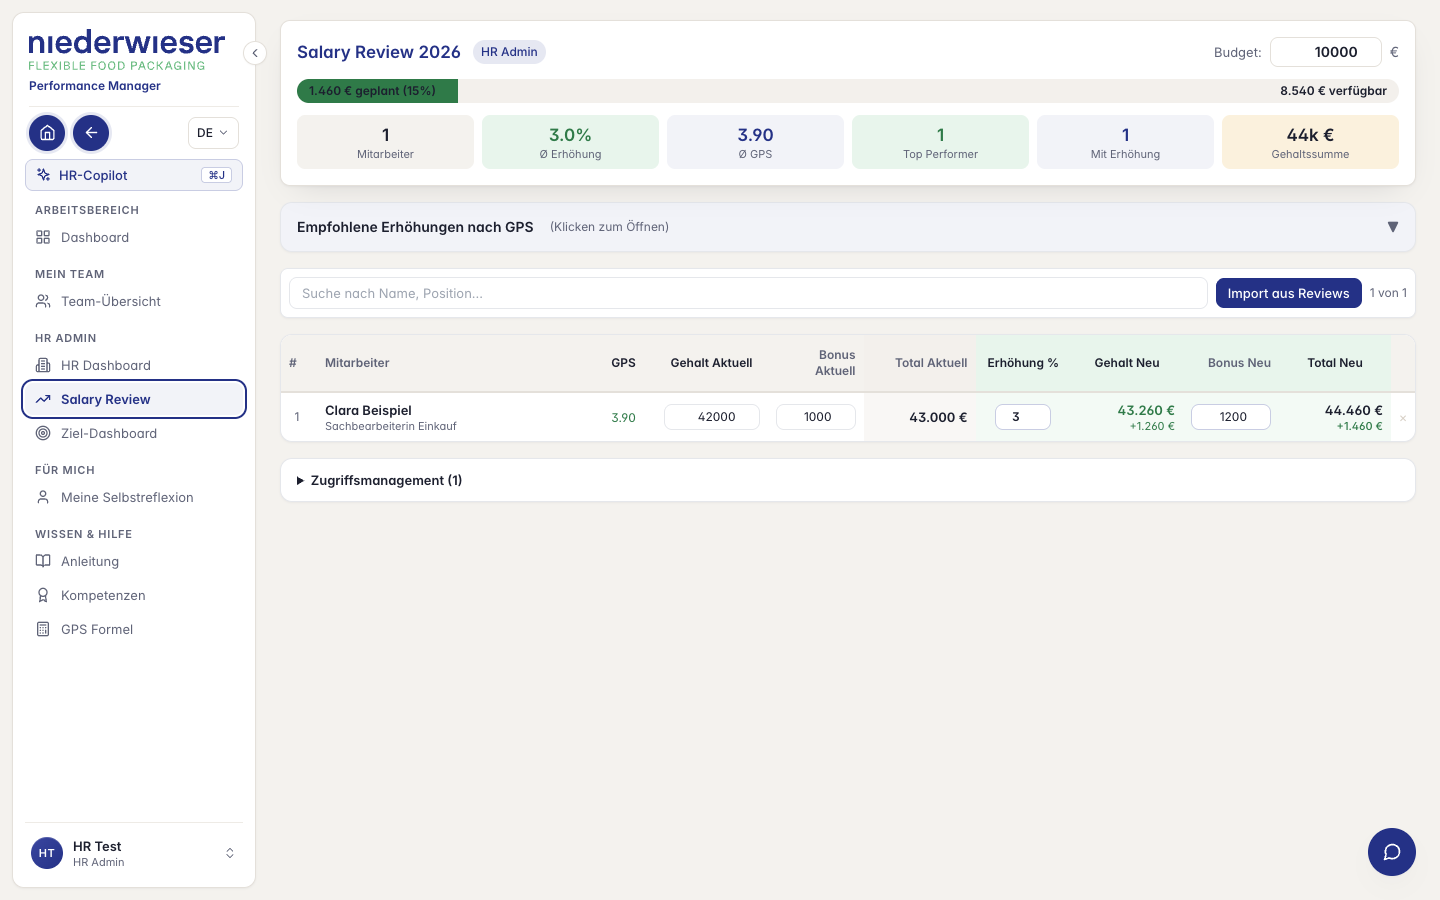 niederwieser
FLEXIBLE FOOD PACKAGING
Performance Manager
DE
HR-Copilot
⌘J
ARBEITSBEREICH
Dashboard
MEIN TEAM
Team-Übersicht
HR ADMIN
HR Dashboard
Salary Review
Ziel-Dashboard
FÜR MICH
Meine Selbstreflexion
WISSEN & HILFE
Anleitung
Kompetenzen
GPS Formel
HT
HR Test
HR Admin
Salary Review 2026 HR Admin
Budget: 10000 €
1.460 € geplant (15%) 8.540 € verfügbar
1 3.0% 3.90 1 1 44k €
Mitarbeiter Ø Erhöhung Ø GPS Top Performer Mit Erhöhung Gehaltssumme
Empfohlene Erhöhungen nach GPS (Klicken zum Öffnen) ▼
Suche nach Name, Position... Import aus Reviews 1 von 1
# Mitarbeiter GPS Gehalt Aktuell Bonus Aktuell Total Aktuell Erhöhung % Gehalt Neu Bonus Neu Total Neu
1 Clara Beispiel 3.90 42000 1000 43.000 € 3 43.260 € 1200 44.460 € ×
Sachbearbeiterin Einkauf +1.260 € +1.460 €
▶ Zugriffsmanagement (1)